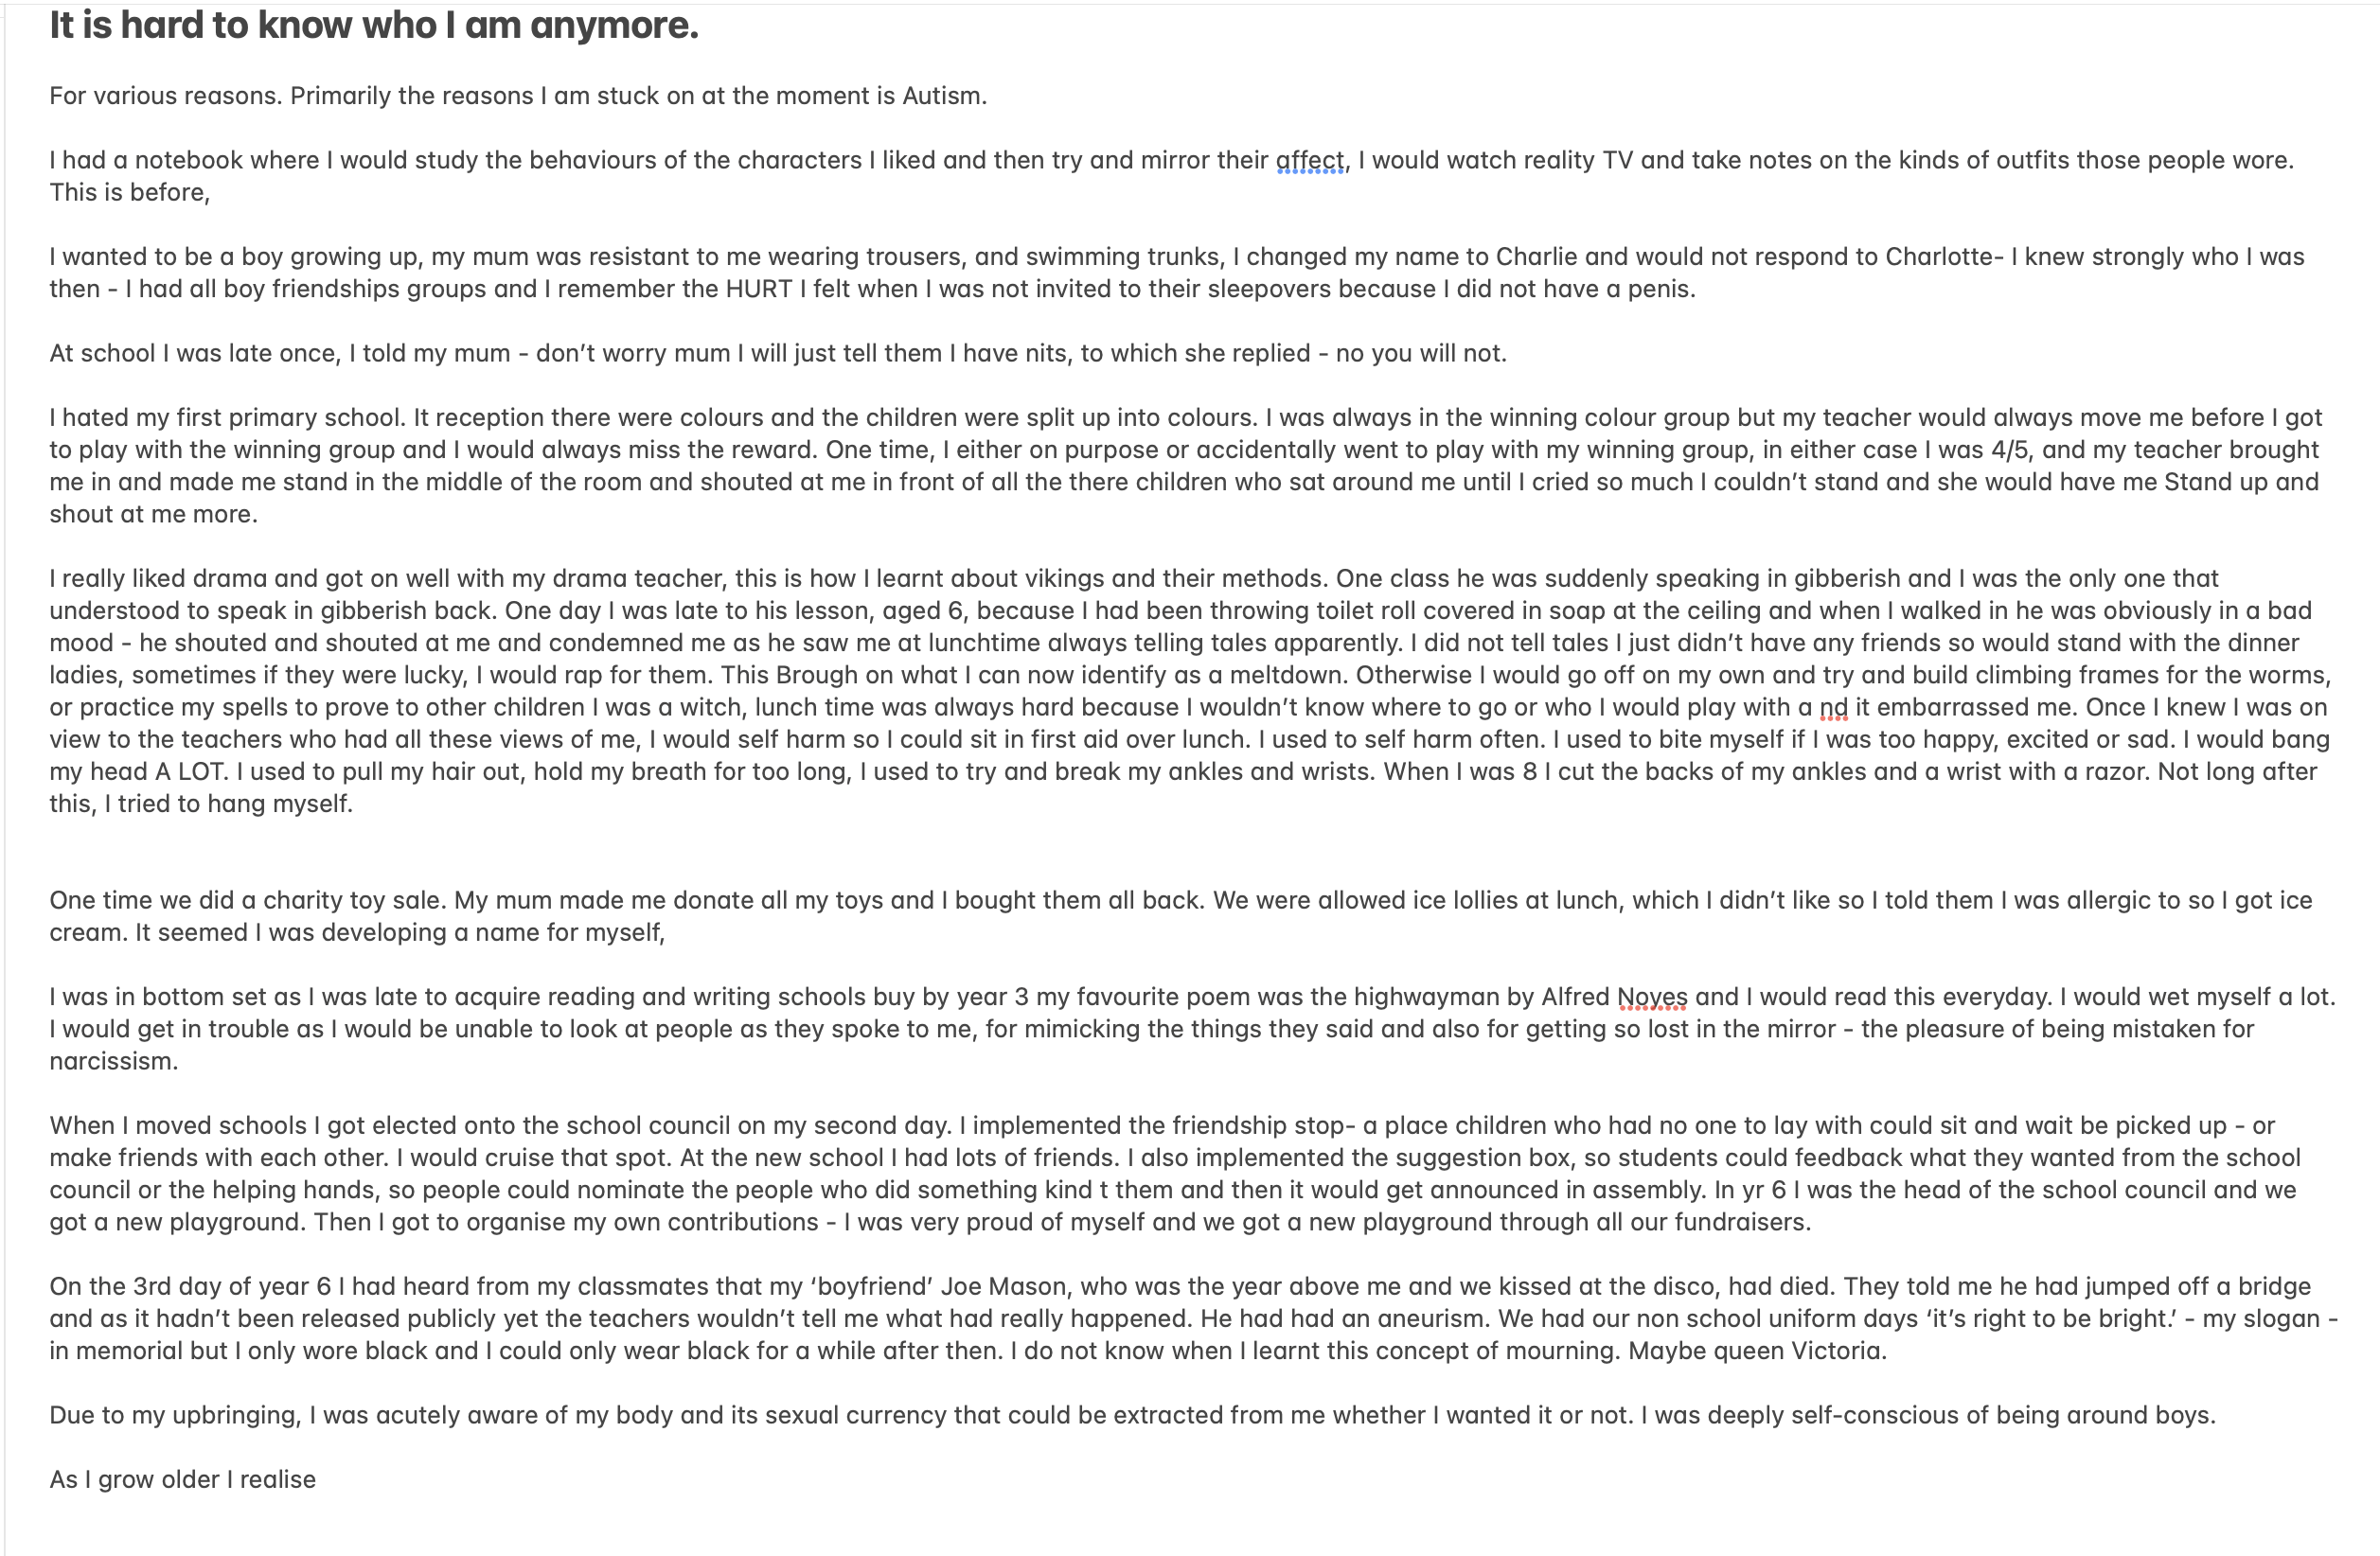 It is hard to know who I am anymore.
For various reasons. Primarily the reasons I am stuck on at the moment is Autism.
I had a notebook where I would study the behaviours of the characters I liked and then try and mirror their affect, I would watch reality TV and take notes on the kinds of outfits those people wore.
This is before,
I wanted to be a boy growing up, my mum was resistant to me wearing trousers, and swimming trunks, I changed my name to Charlie and would not respond to Charlotte- I knew strongly who I was
then - I had all boy friendships groups and I remember the HURT I felt when I was not invited to their sleepovers because I did not have a penis.
At school I was late once, I told my mum - don’t worry mum I will just tell them I have nits, to which she replied - no you will not.
I hated my first primary school. It reception there were colours and the children were split up into colours. I was always in the winning colour group but my teacher would always move me before I got
to play with the winning group and I would always miss the reward. One time, I either on purpose or accidentally went to play with my winning group, in either case I was 4/5, and my teacher brought
me in and made me stand in the middle of the room and shouted at me in front of all the there children who sat around me until I cried so much I couldn’t stand and she would have me Stand up and
shout at me more.
I really liked drama and got on well with my drama teacher, this is how I learnt about vikings and their methods. One class he was suddenly speaking in gibberish and I was the only one that
understood to speak in gibberish back. One day I was late to his lesson, aged 6, because I had been throwing toilet roll covered in soap at the ceiling and when I walked in he was obviously in a bad
mood - he shouted and shouted at me and condemned me as he saw me at lunchtime always telling tales apparently. I did not tell tales I just didn’t have any friends so would stand with the dinner
ladies, sometimes if they were lucky, I would rap for them. This Brough on what I can now identify as a meltdown. Otherwise I would go off on my own and try and build climbing frames for the worms,
or practice my spells to prove to other children I was a witch, lunch time was always hard because I wouldn’t know where to go or who I would play with a nd it embarrassed me. Once I knew I was on
view to the teachers who had all these views of me, I would self harm so I could sit in first aid over lunch. I used to self harm often. I used to bite myself if I was too happy, excited or sad. I would bang
my head A LOT. I used to pull my hair out, hold my breath for too long, I used to try and break my ankles and wrists. When I was 8 I cut the backs of my ankles and a wrist with a razor. Not long after
this, I tried to hang myself.
One time we did a charity toy sale. My mum made me donate all my toys and I bought them all back. We were allowed ice lollies at lunch, which I didn’t like so I told them I was allergic to so I got ice
cream. It seemed I was developing a name for myself,
I was in bottom set as I was late to acquire reading and writing schools buy by year 3 my favourite poem was the highwayman by Alfred Noyes and I would read this everyday. I would wet myself a lot.
I would get in trouble as I would be unable to look at people as they spoke to me, for mimicking the things they said and also for getting so lost in the mirror - the pleasure of being mistaken for
narcissism.
When I moved schools I got elected onto the school council on my second day. I implemented the friendship stop- a place children who had no one to lay with could sit and wait be picked up - or
make friends with each other. I would cruise that spot. At the new school I had lots of friends. I also implemented the suggestion box, so students could feedback what they wanted from the school
council or the helping hands, so people could nominate the people who did something kind t them and then it would get announced in assembly. In yr 6 I was the head of the school council and we
got a new playground. Then I got to organise my own contributions - I was very proud of myself and we got a new playground through all our fundraisers.
On the 3rd day of year 6 I had heard from my classmates that my ‘boyfriend’ Joe Mason, who was the year above me and we kissed at the disco, had died. They told me he had jumped off a bridge
and as it hadn’t been released publicly yet the teachers wouldn’t tell me what had really happened. He had had an aneurism. We had our non school uniform days ‘it’s right to be bright.’ - my slogan -
in memorial but I only wore black and I could only wear black for a while after then. I do not know when I learnt this concept of mourning. Maybe queen Victoria.
Due to my upbringing, I was acutely aware of my body and its sexual currency that could be extracted from me whether I wanted it or not. I was deeply self-conscious of being around boys.
As I grow older I realise